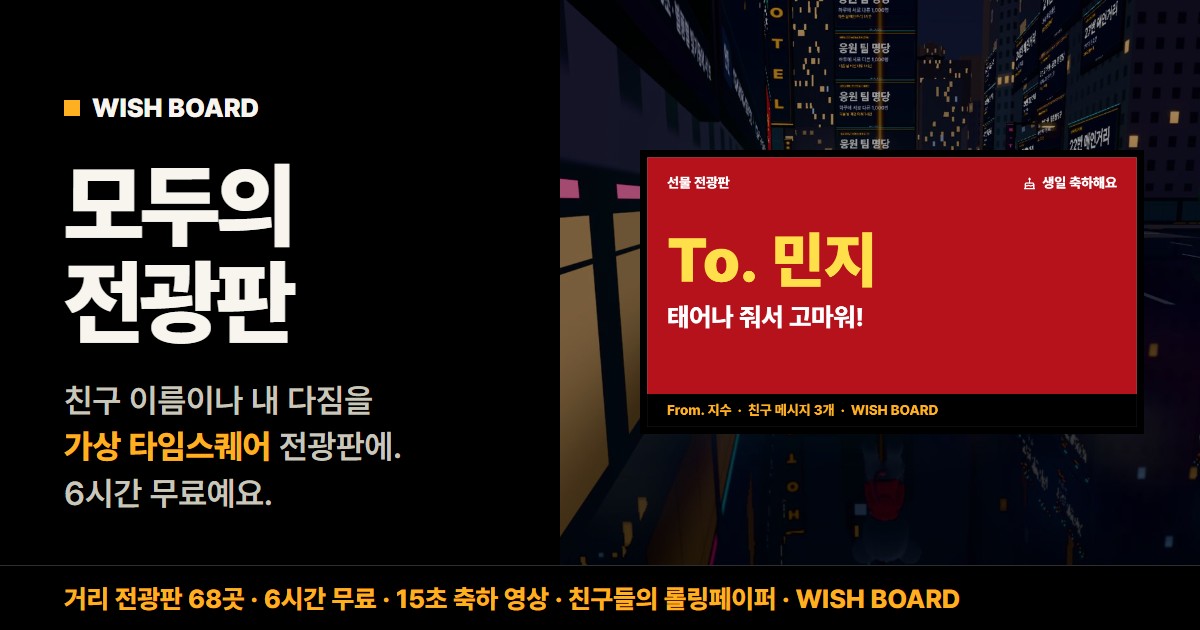 WISH BOARD
모두의
전광판
친구 이름이나 내 다짐을
가상 타임스퀘어 전광판에.
6시간 무료예요.
HOTEL
응원 팀 명당
응원 팀 명당
응원 팀 명당
응원 팀 명당
선물 전광판
생일 축하해요
To. 민지
태어나 줘서 고마워!
From. 지수 · 친구 메시지 3개 · WISH BOARD
거리 전광판 68곳 · 6시간 무료 · 15초 축하 영상 · 친구들의 롤링페이퍼 · WISH BOARD